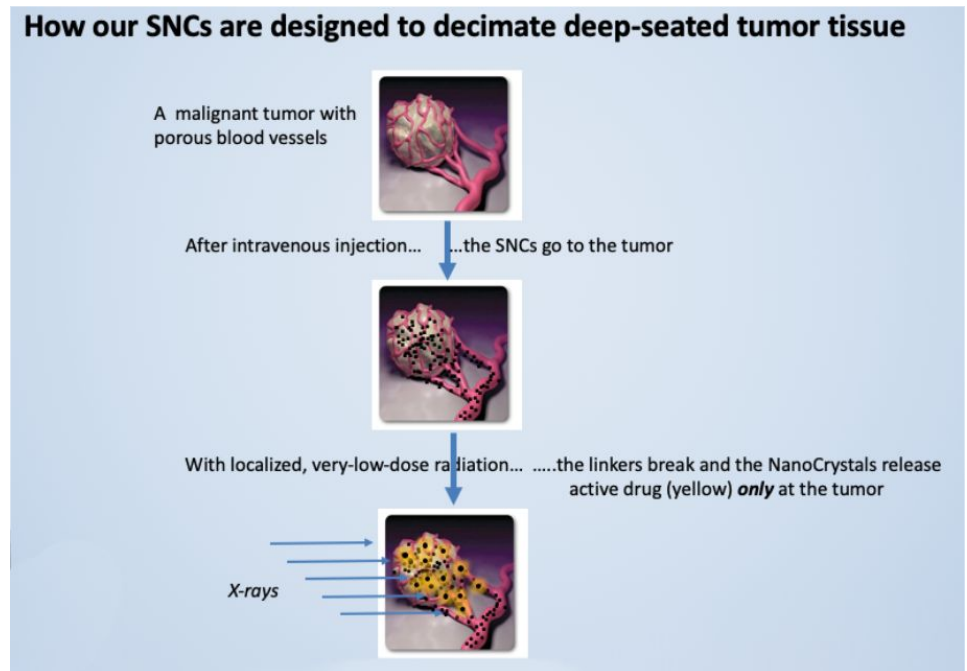 How our SNCs are designed to decimate deep-seated tumor tissue
A malignant tumor with
porous blood vessels
After intravenous injection... ...the SNCs go to the tumor
With localized, very-low-dose radiation... .....the linkers break and the NanoCrystals release
active drug (yellow) only at the tumor
X-rays